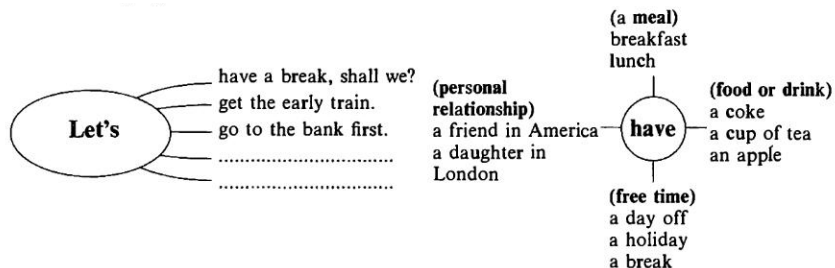 Let's
have a break, shall we?
get the early train.
go to the bank first.
................................
................................
(a meal)
breakfast
lunch
(personal
relationship)
a friend in America
a daughter in
London
have
(food or drink)
a coke
a cup of tea
an apple
(free time)
a day off
a holiday
a break